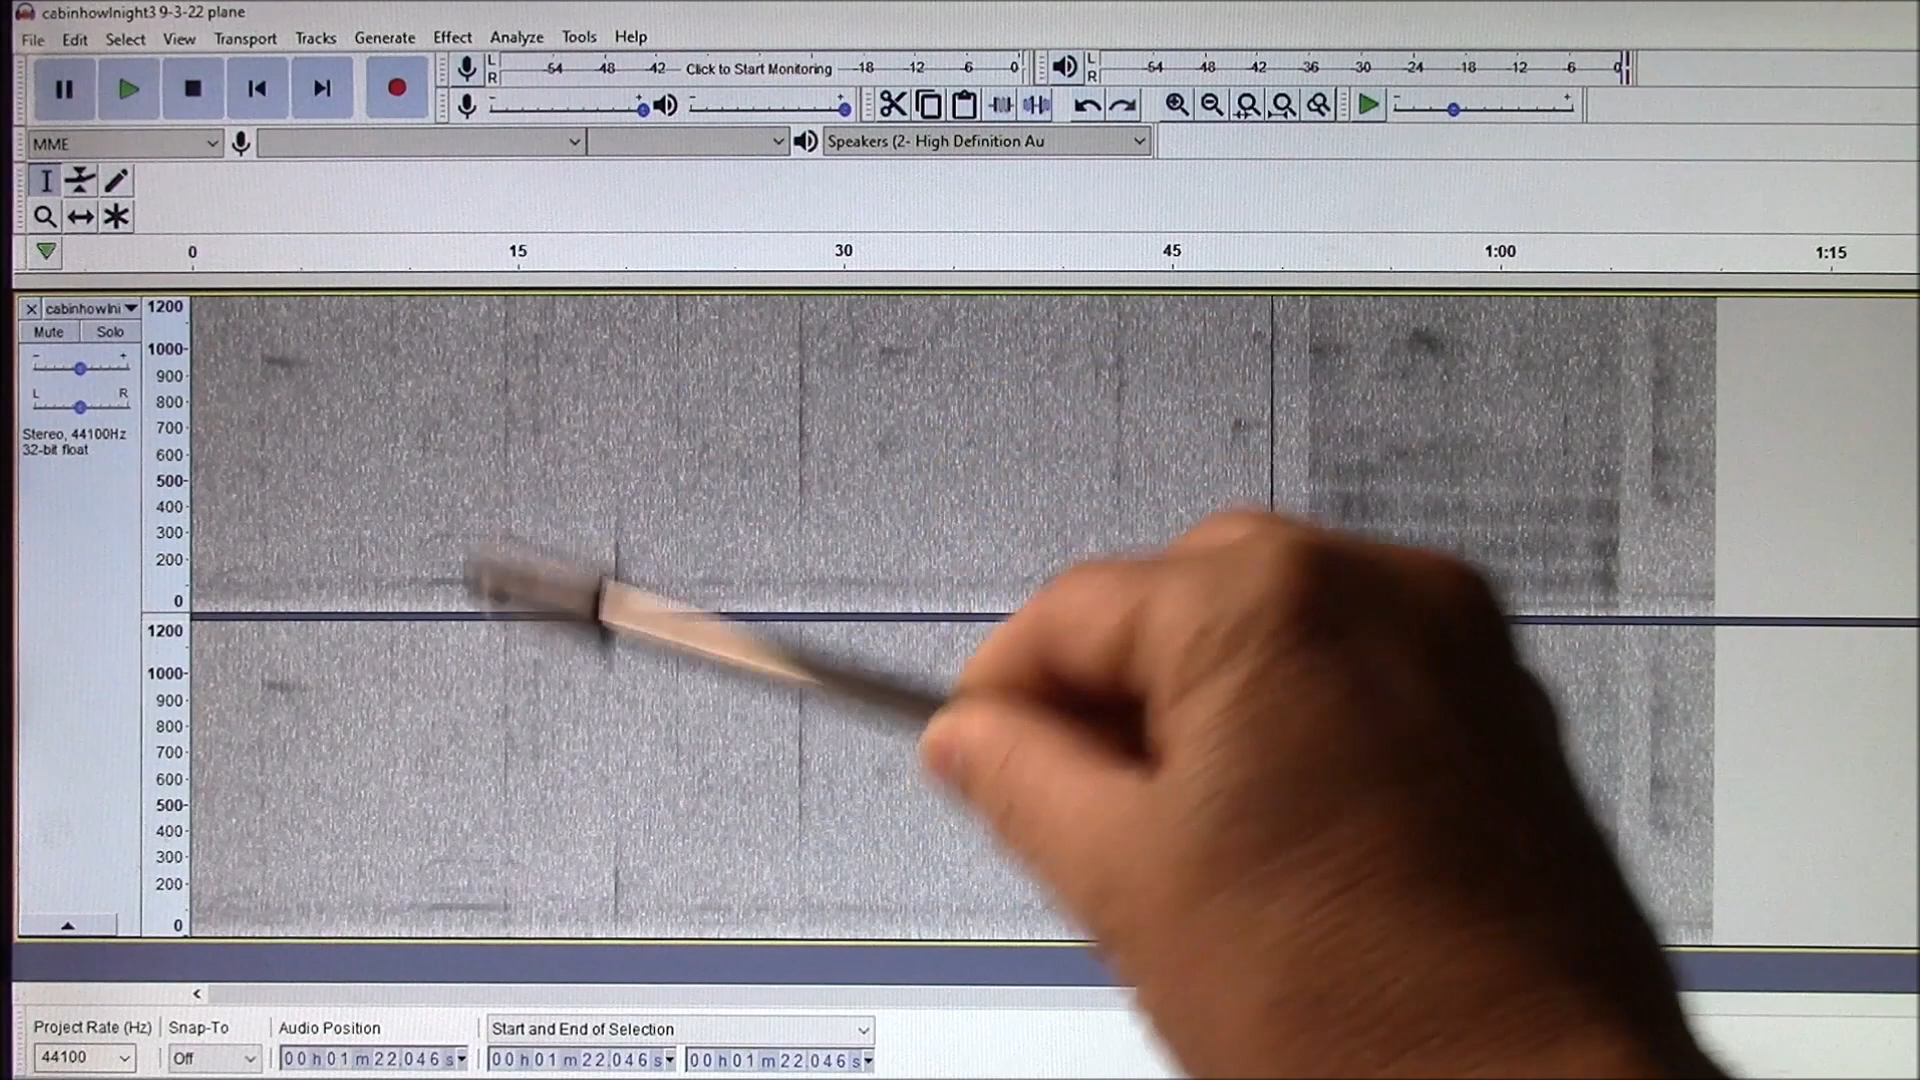 cabinhowlnight3 9-3-22 plane
File Edit Select View Transport Tracks Generate Effect Analyze Tools Help
L R -54 -48 -42 Click to Start Monitoring -18 -12 -6 0 L R -54 -48 -42 -36 -30 -24 -18 -12 -6 0
- + - + - +
MME Speakers (2- High Definition Au
0 15 30 45 1:00 1:15
cabinhowlni
Mute Solo
- +
L R
Stereo, 44100Hz
32-bit float
1200
1000
900
800
700
600
500
400
300
200
0
1200
1000
900
800
700
600
500
400
300
200
0
Project Rate (Hz) Snap-To Audio Position Start and End of Selection
44100 Off 00 h 01 m 22.046 s 00 h 01 m 22.046 s 00 h 01 m 22.046 s